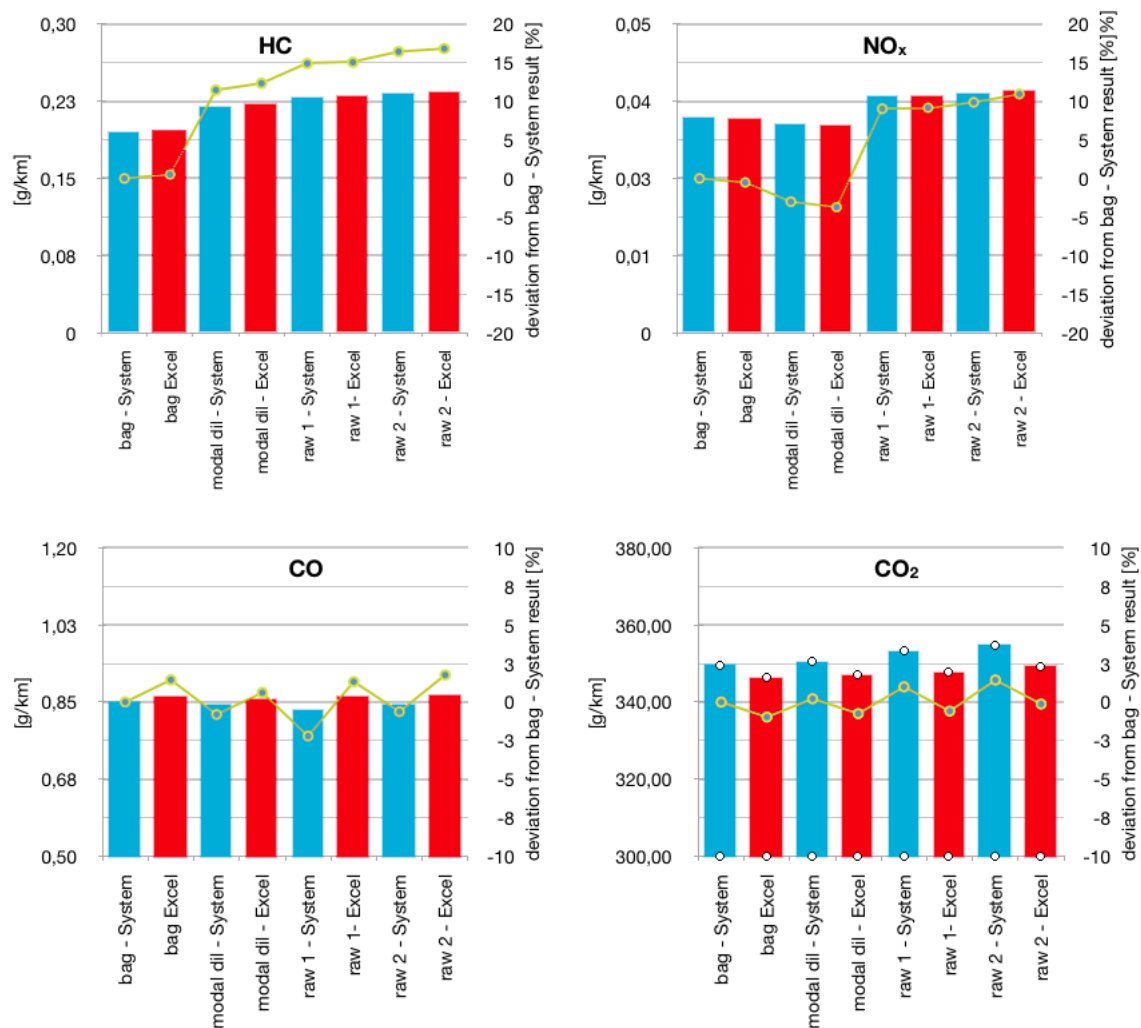 HC
0,30
0,23
0,15
0,08
0
[g/km]
20
15
10
5
0
-5
-10
-15
-20
deviation from bag - System result [%]
bag - System
bag Excel
modal dil - System
modal dil - Excel
raw 1 - System
raw 1- Excel
raw 2 - System
raw 2 - Excel
NOx
0,05
0,04
0,03
0,01
0
[g/km]
20
15
10
5
0
-5
-10
-15
-20
deviation from bag - System result [%]%]
bag - System
bag Excel
modal dil - System
modal dil - Excel
raw 1 - System
raw 1- Excel
raw 2 - System
raw 2 - Excel
CO
1,20
1,03
0,85
0,68
0,50
[g/km]
10
8
5
3
0
-3
-5
-8
-10
deviation from bag - System result [%]
bag - System
bag Excel
modal dil - System
modal dil - Excel
raw 1 - System
raw 1- Excel
raw 2 - System
raw 2 - Excel
CO₂
380,00
360,00
340,00
320,00
300,00
[g/km]
10
8
5
3
0
-3
-5
-8
-10
deviation from bag - System result [%]
bag - System
bag Excel
modal dil - System
modal dil - Excel
raw 1 - System
raw 1- Excel
raw 2 - System
raw 2 - Excel